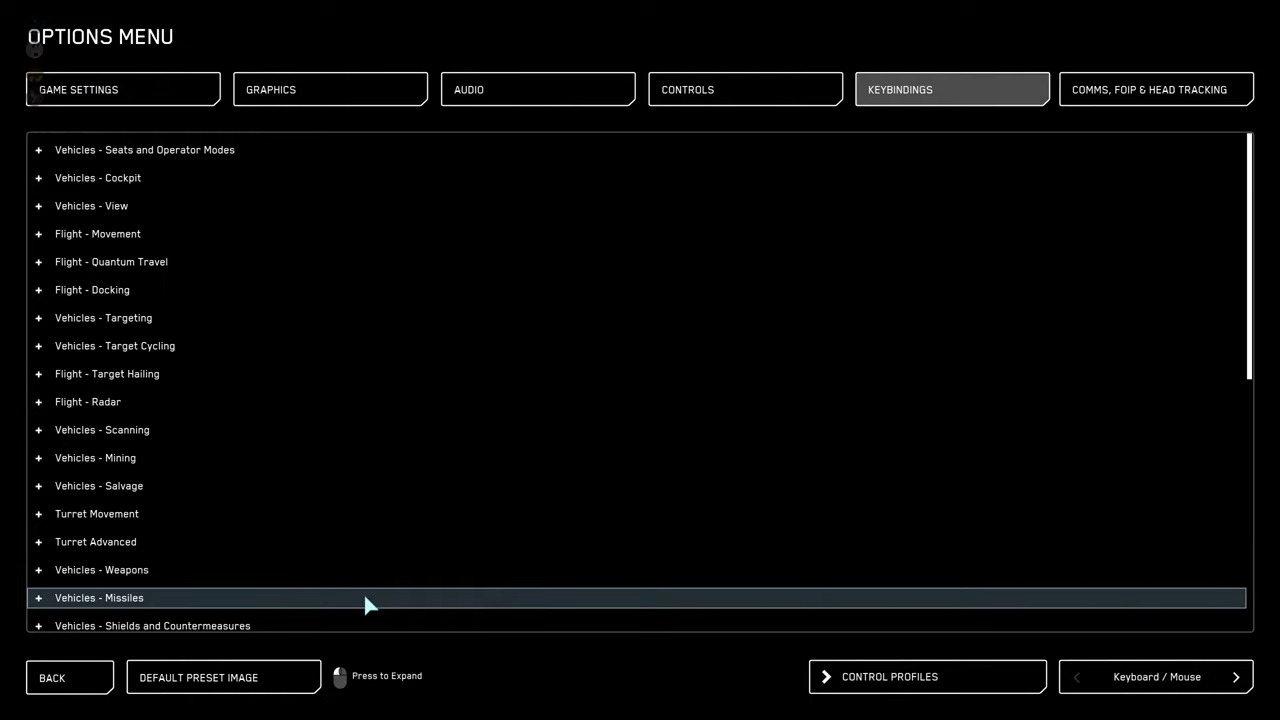 OPTIONS MENU
GAME SETTINGS
GRAPHICS
AUDIO
CONTROLS
KEYBINDINGS
COMMS, FOIP & HEAD TRACKING
+ Vehicles - Seats and Operator Modes
+ Vehicles - Cockpit
+ Vehicles - View
+ Flight - Movement
+ Flight - Quantum Travel
+ Flight - Docking
+ Vehicles - Targeting
+ Vehicles - Target Cycling
+ Flight - Target Hailing
+ Flight - Radar
+ Vehicles - Scanning
+ Vehicles - Mining
+ Vehicles - Salvage
+ Turret Movement
+ Turret Advanced
+ Vehicles - Weapons
+ Vehicles - Missiles
+ Vehicles - Shields and Countermeasures
BACK
DEFAULT PRESET IMAGE
Press to Expand
CONTROL PROFILES
Keyboard / Mouse